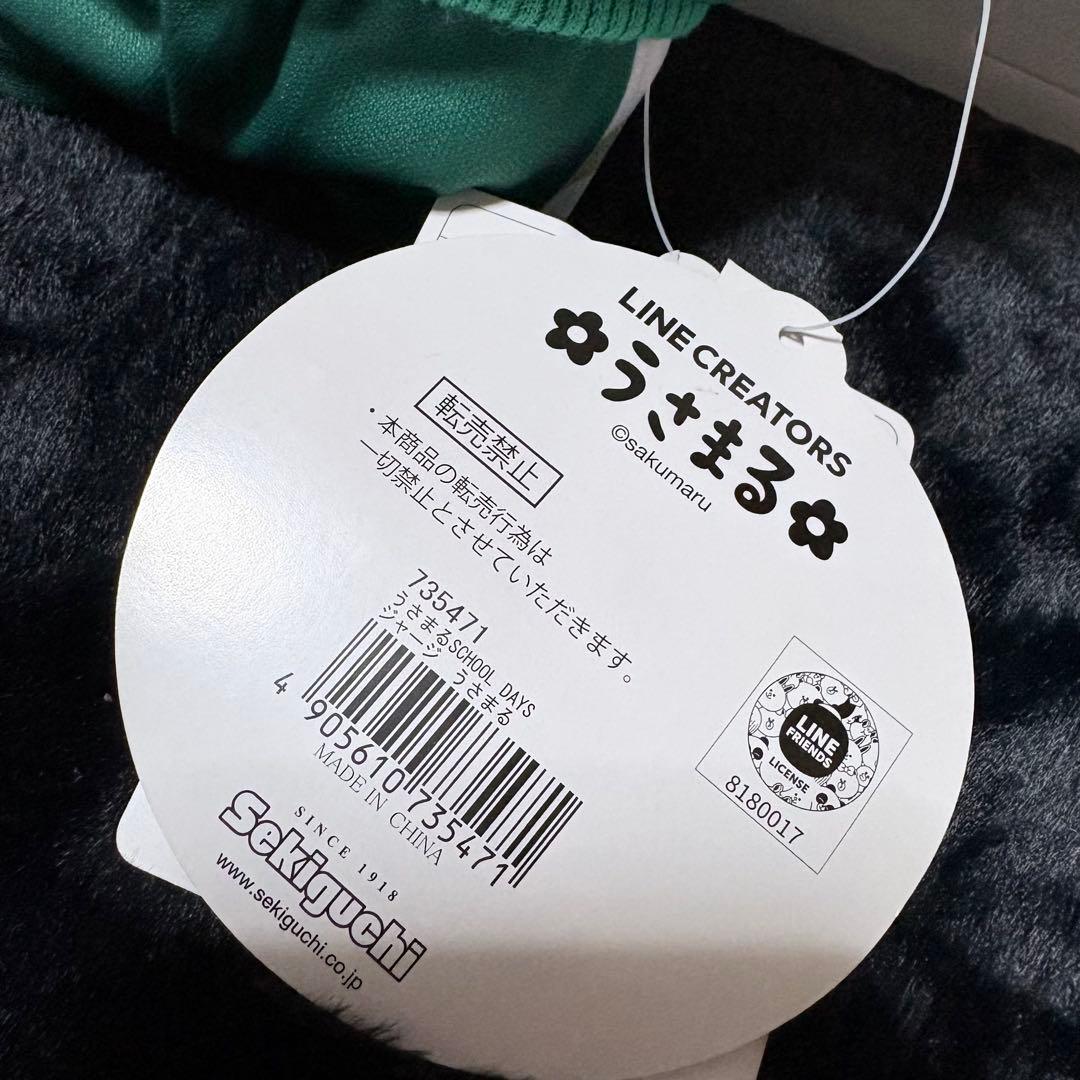 LINE CREATORS
うさまる
©sakumaru
転売禁止
・本商品の転売行為は
一切禁止とさせていただきます。
735471
うさまるSCHOOL DAYS
ジャージ うさまる
4 905610 735471
MADE IN CHINA
SINCE 1918
Sekiguchi
www.sekiguchi.co.jp
LINE
FRIENDS
LICENSE
8180017